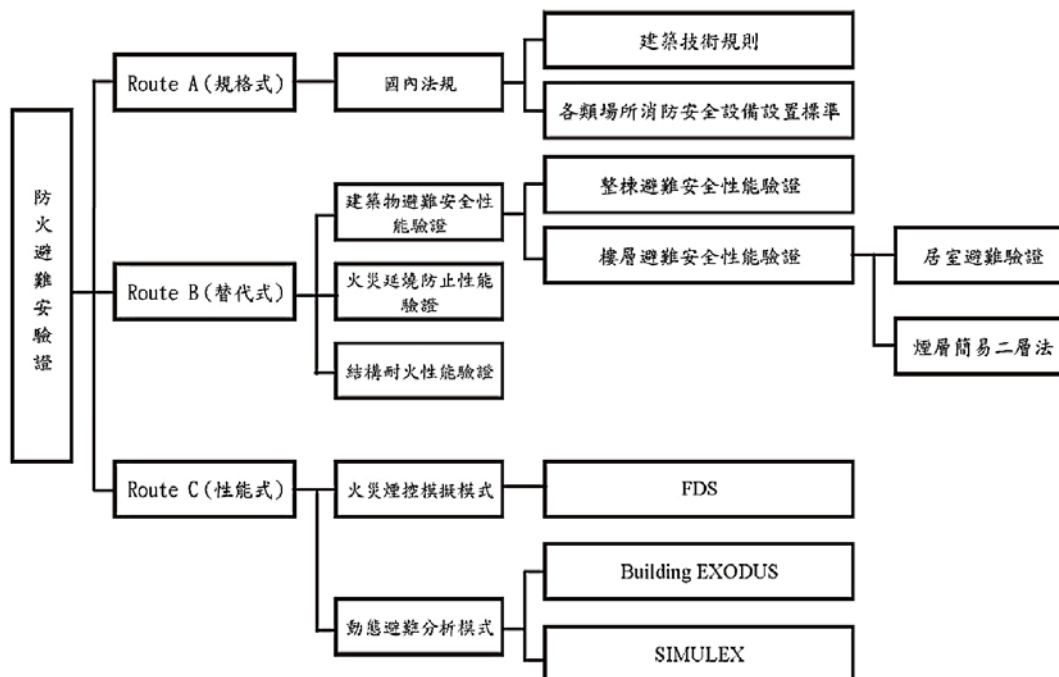 防火避難安驗證
Route A(規格式)
國內法規
建築技術規則
各類場所消防安全設備設置標準
Route B(替代式)
建築物避難安全性
能驗證
整棟避難安全性能驗證
樓層避難安全性能驗證
居室避難驗證
煙層簡易二層法
火災延燒防止性能
驗證
結構耐火性能驗證
Route C(性能式)
火災煙控模擬模式
FDS
動態避難分析模式
Building EXODUS
SIMULEX